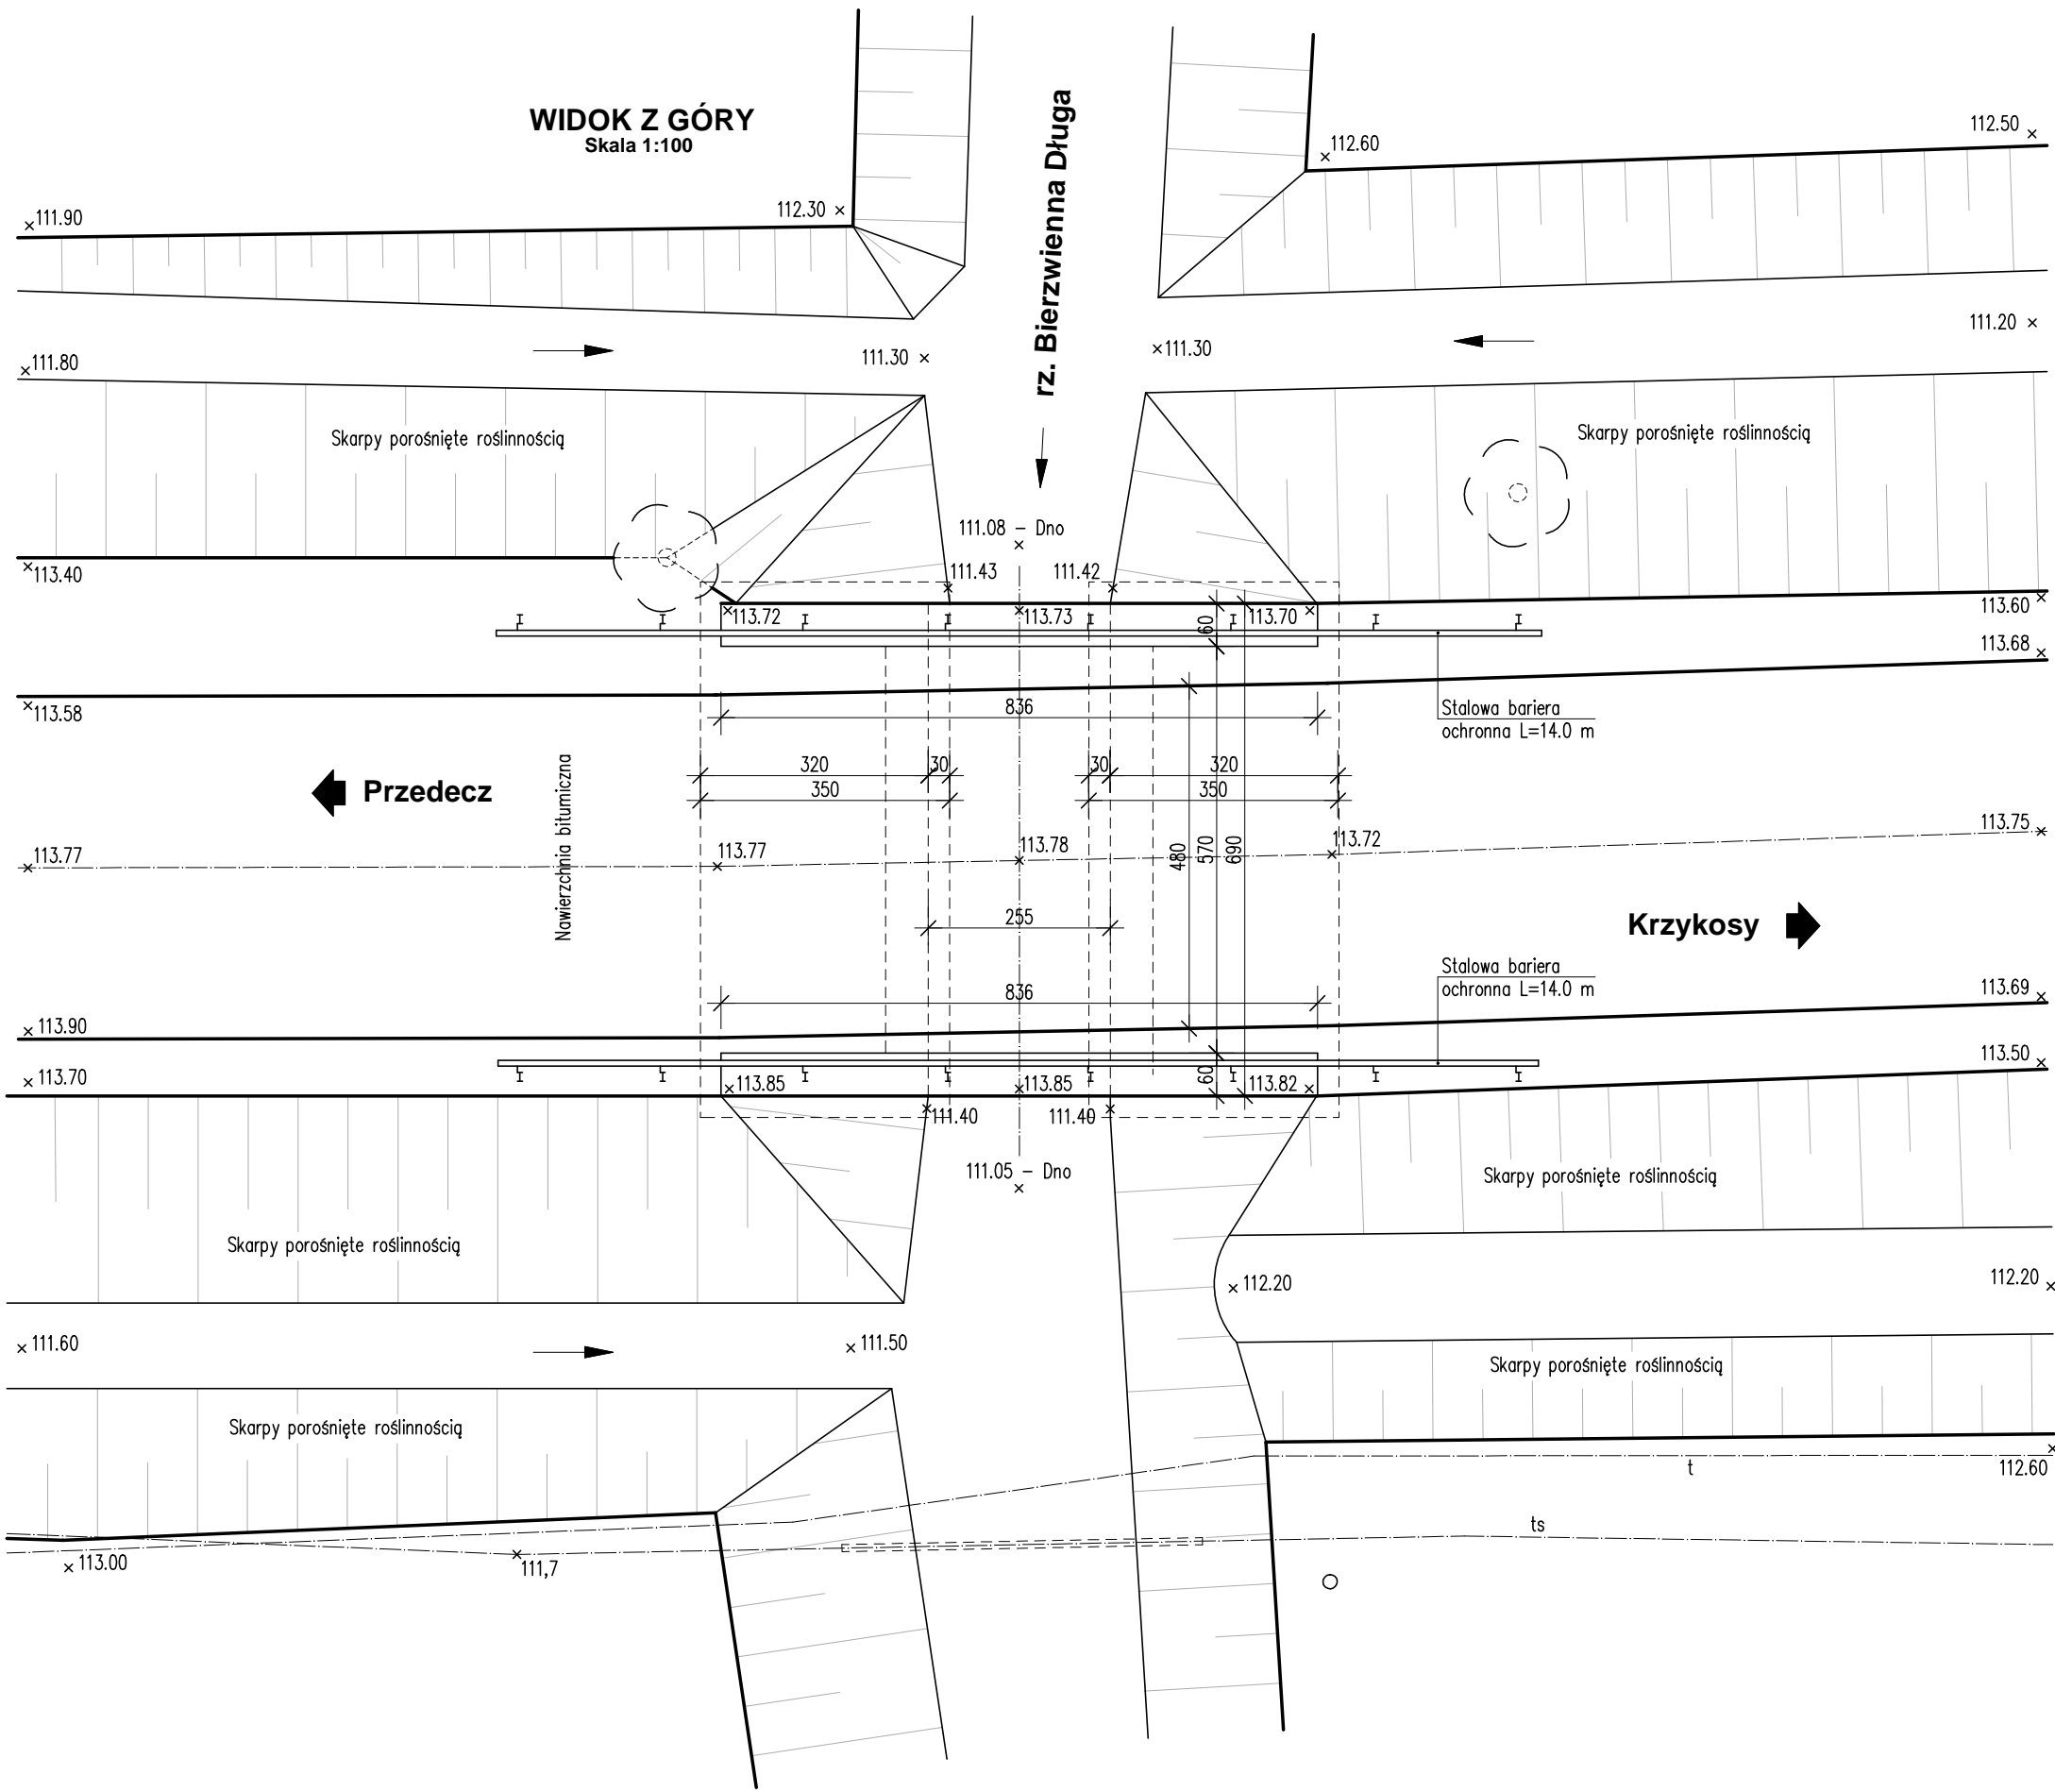 WIDOK Z GÓRY
Skala 1:100
rz. Bierzwienna Długa
112.60
112.50
111.90
112.30
111.20
111.80
111.30
111.30
Skarpy porośnięte roślinnością
Skarpy porośnięte roślinnością
111.08 – Dno
113.40
111.43
111.42
113.72
113.73
113.70
113.60
60
113.68
113.58
836
Stalowa bariera
ochronna L=14.0 m
Nawierzchnia bitumiczna
320
30
30
320
350
350
Przedecz
113.77
113.77
113.78
113.72
113.75
480
570
690
255
Krzykosy
Stalowa bariera
ochronna L=14.0 m
836
113.69
113.90
113.50
113.70
113.85
113.85
60
113.82
111.40
111.40
111.05 – Dno
Skarpy porośnięte roślinnością
Skarpy porośnięte roślinnością
112.20
112.20
111.60
111.50
Skarpy porośnięte roślinnością
Skarpy porośnięte roślinnością
t
112.60
ts
113.00
111,7